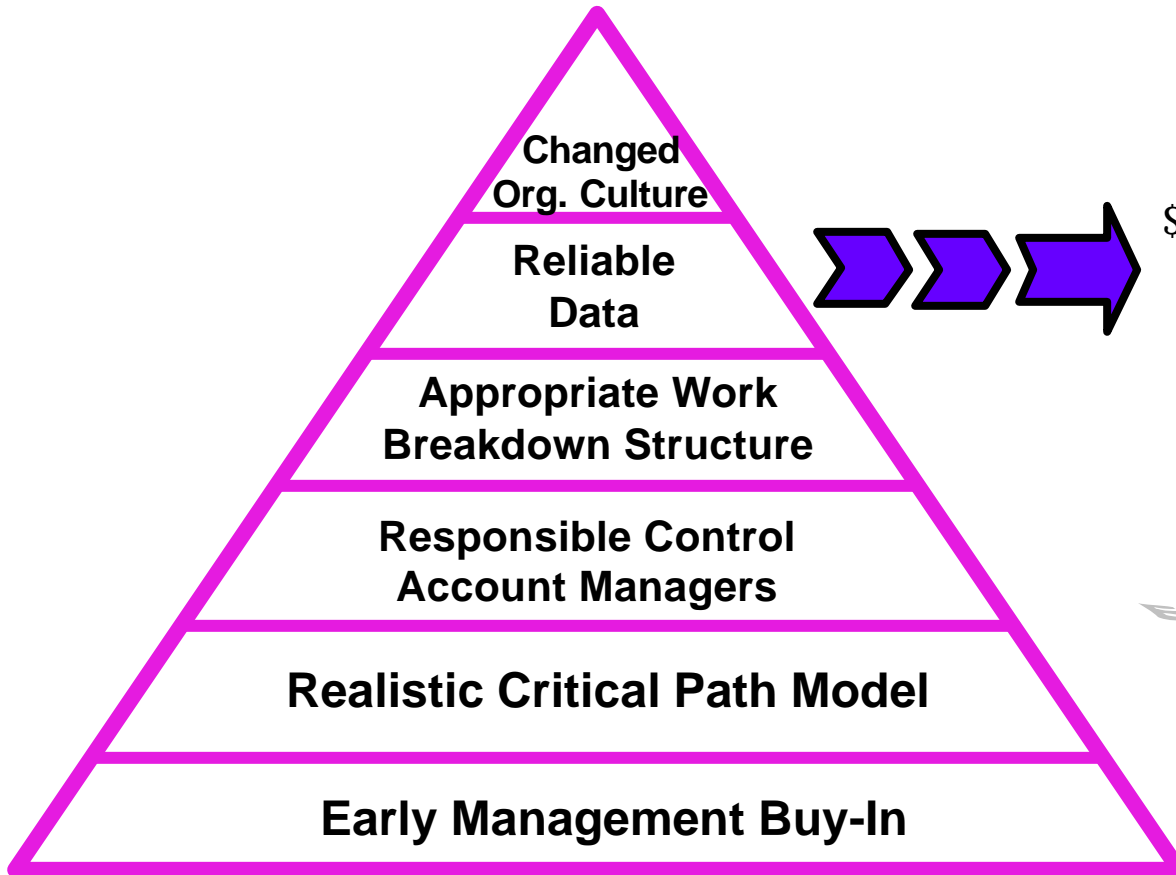 Changed
Org. Culture
$
Reliable
Data
Appropriate Work
Breakdown Structure
Responsible Control
Account Managers
Realistic Critical Path Model
Early Management Buy-In